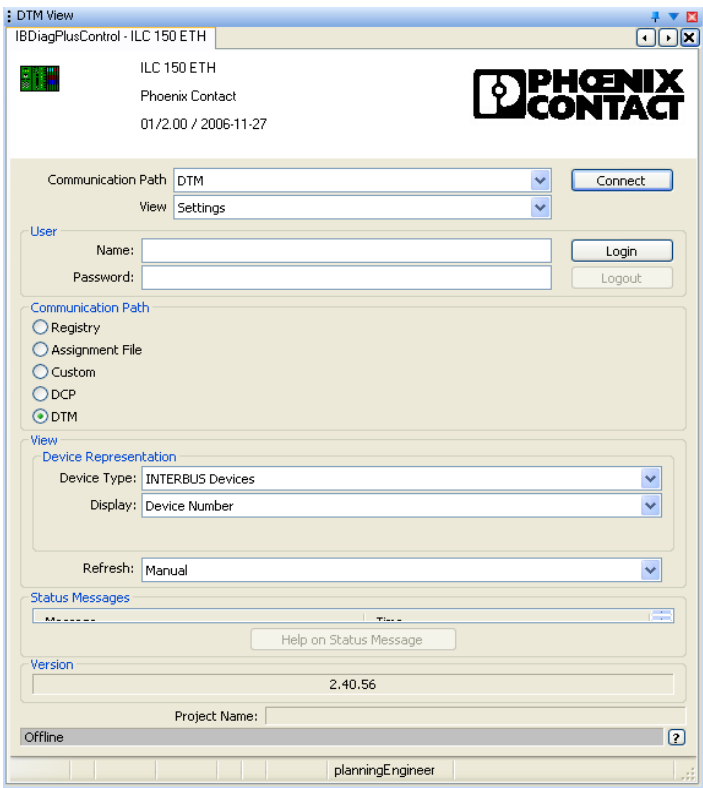 DTM View
IBDiagPlusControl - ILC 150 ETH
ILC 150 ETH
Phoenix Contact
01/2.00 / 2006-11-27
PHŒNIX
CONTACT
Communication Path DTM Connect
View Settings
User
Name: Login
Password: Logout
Communication Path
Registry
Assignment File
Custom
DCP
DTM
View
Device Representation
Device Type: INTERBUS Devices
Display: Device Number
Refresh: Manual
Status Messages
Message Time
Help on Status Message
Version
2.40.56
Project Name:
Offline ?
planningEngineer